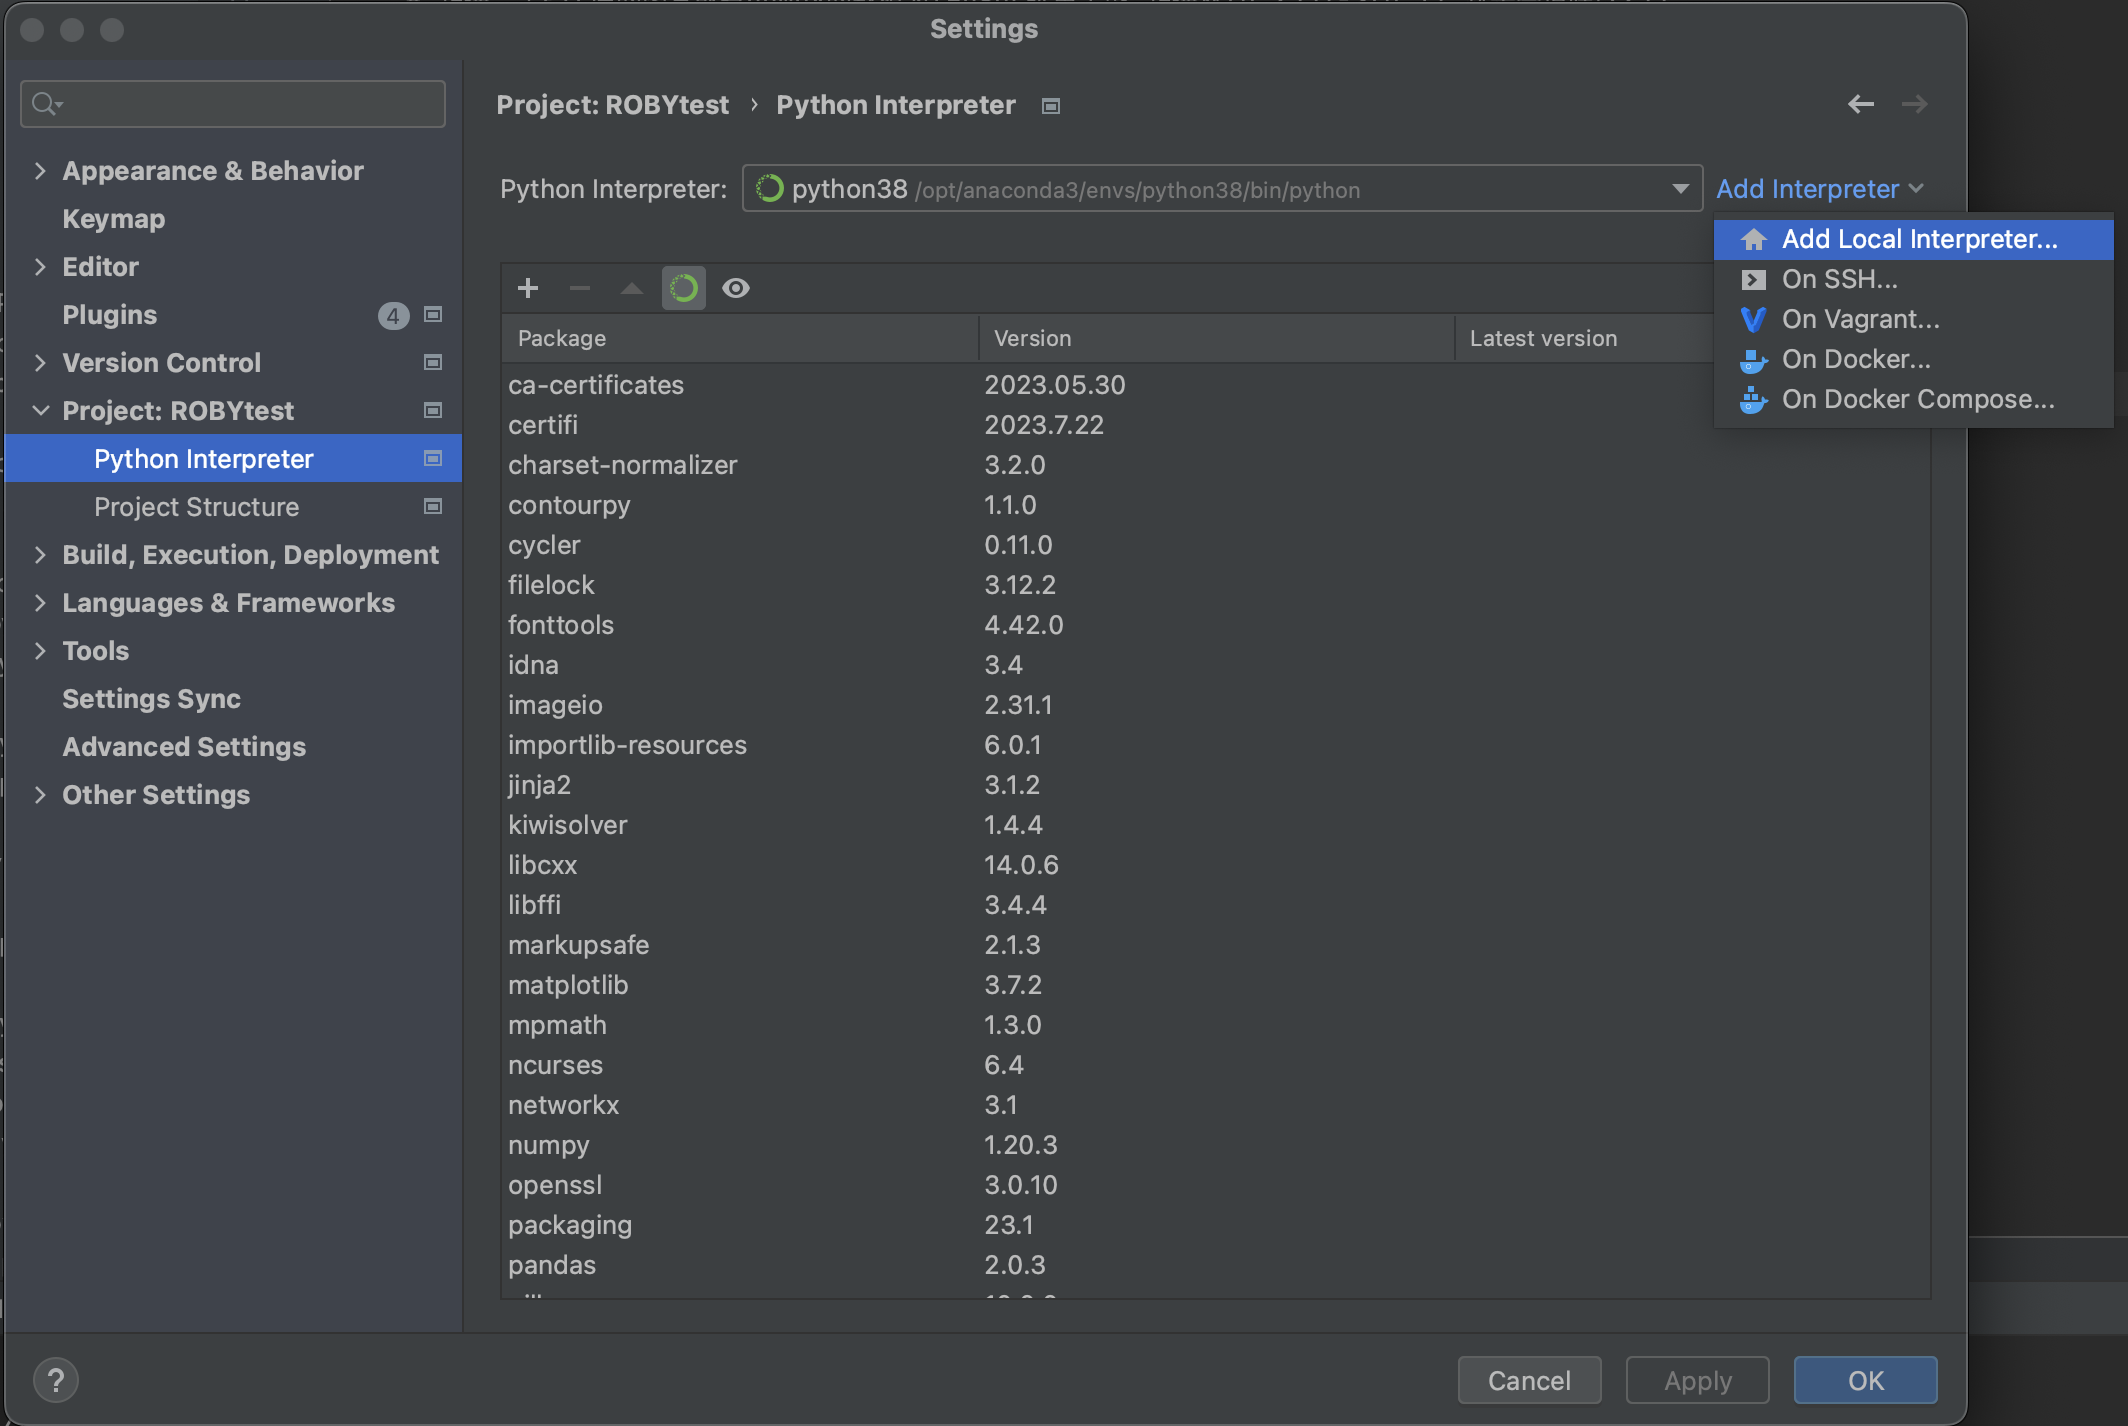 Settings
Project: ROBYtest › Python Interpreter
Appearance & Behavior
Keymap
Editor
Plugins 4
Version Control
Project: ROBYtest
Python Interpreter
Project Structure
Build, Execution, Deployment
Languages & Frameworks
Tools
Settings Sync
Advanced Settings
Other Settings
Python Interpreter: python38 /opt/anaconda3/envs/python38/bin/python Add Interpreter
Add Local Interpreter...
On SSH...
On Vagrant...
On Docker...
On Docker Compose...
Package Version Latest version
ca-certificates 2023.05.30
certifi 2023.7.22
charset-normalizer 3.2.0
contourpy 1.1.0
cycler 0.11.0
filelock 3.12.2
fonttools 4.42.0
idna 3.4
imageio 2.31.1
importlib-resources 6.0.1
jinja2 3.1.2
kiwisolver 1.4.4
libcxx 14.0.6
libffi 3.4.4
markupsafe 2.1.3
matplotlib 3.7.2
mpmath 1.3.0
ncurses 6.4
networkx 3.1
numpy 1.20.3
openssl 3.0.10
packaging 23.1
pandas 2.0.3
? Cancel Apply OK